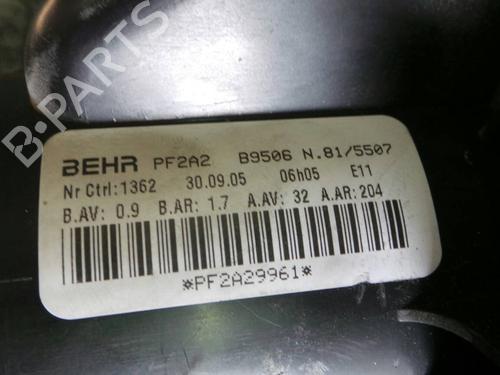 BEHR PF2A2 B9506 N.81/5507
Nr Ctrl:1362 30.09.05 06h05 E11
B.AV: 0.9 B.AR: 1.7 A.AV: 32 A.AR: 204
*PF2A29961*
B-PARTS